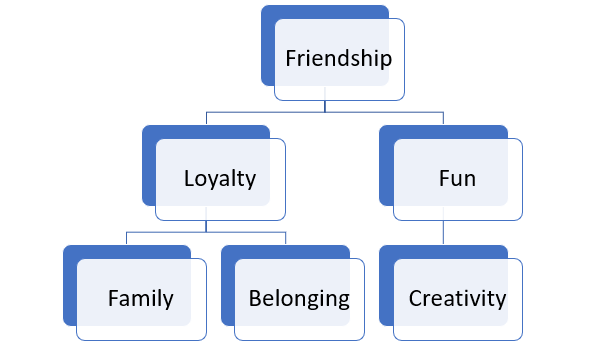 Friendship
Loyalty
Fun
Family
Belonging
Creativity